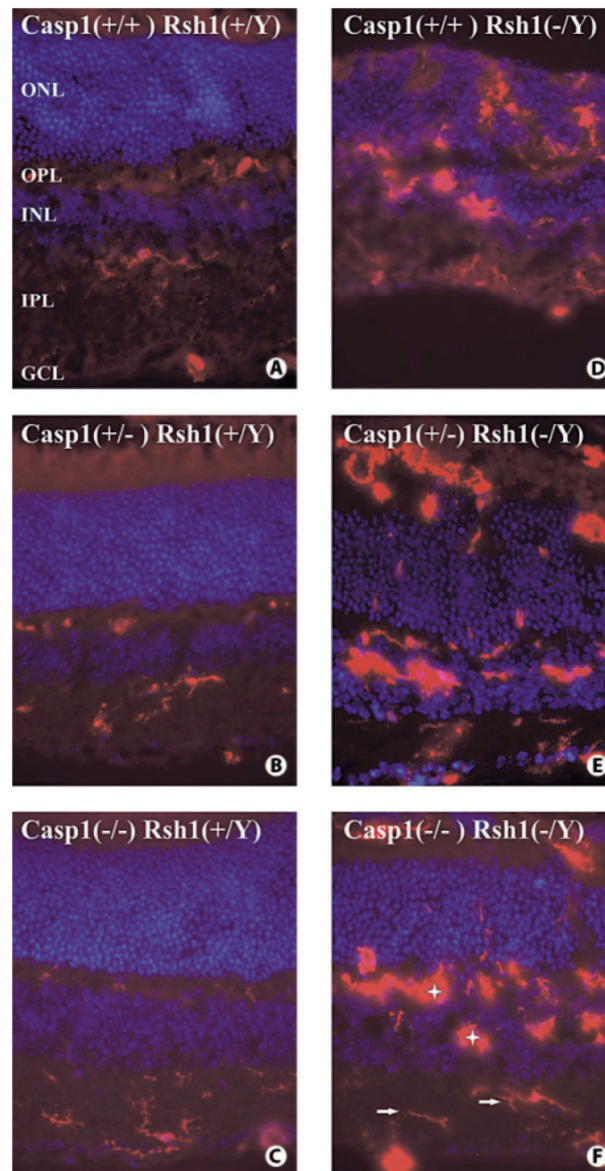 Casp1(+/+ ) Rsh1(+/Y)
ONL
OPL
INL
IPL
GCL
A
Casp1(+/+ ) Rsh1(-/Y)
D
Casp1(+/- ) Rsh1(+/Y)
B
Casp1(+/-) Rsh1(-/Y)
E
Casp1(-/-) Rsh1(+/Y)
C
Casp1(-/- ) Rsh1(-/Y)
F